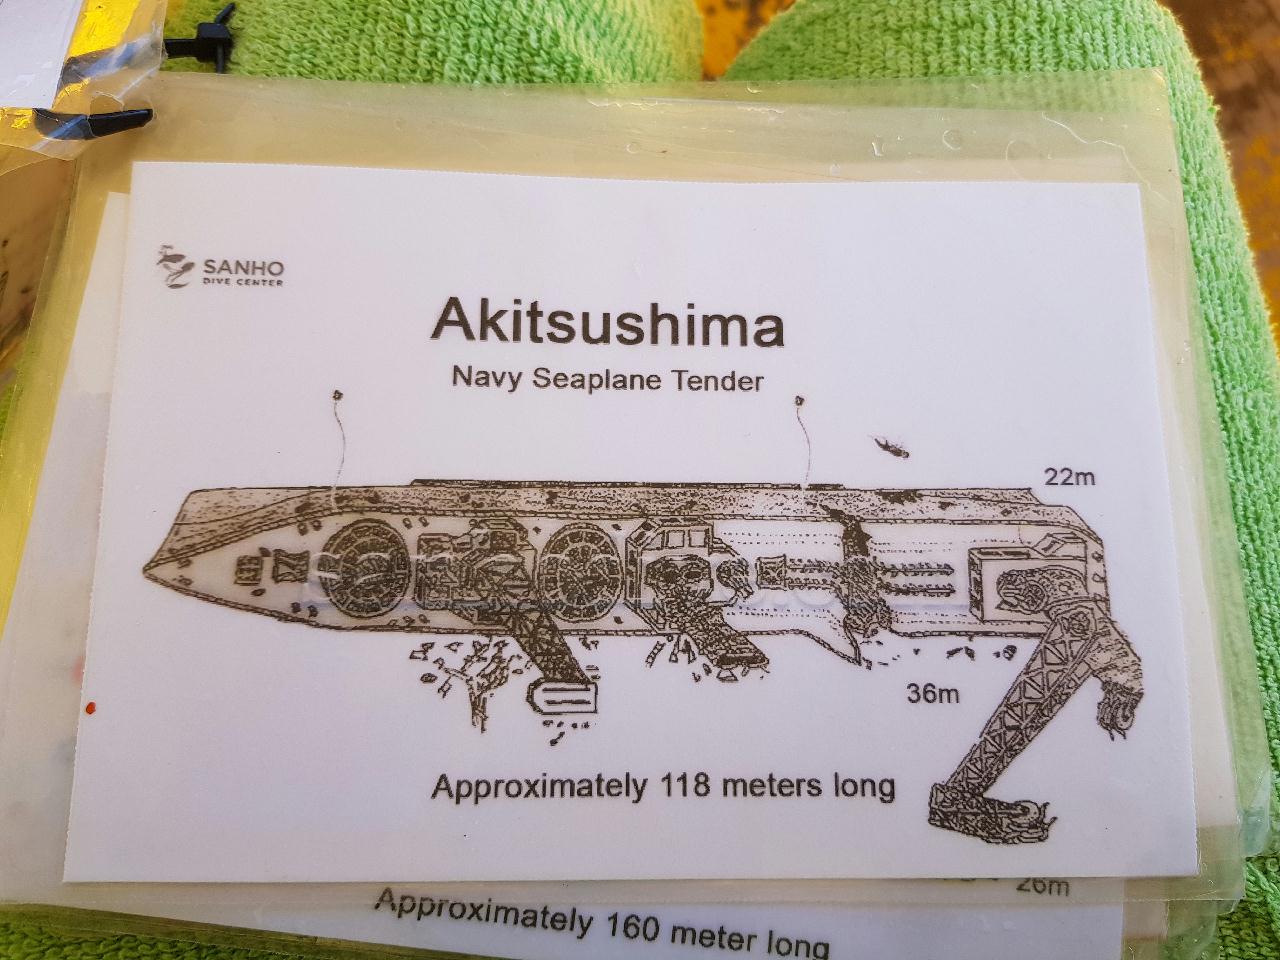 SANHO
DIVE CENTER
Akitsushima
Navy Seaplane Tender
22m
36m
Approximately 118 meters long
26m
Approximately 160 meter long